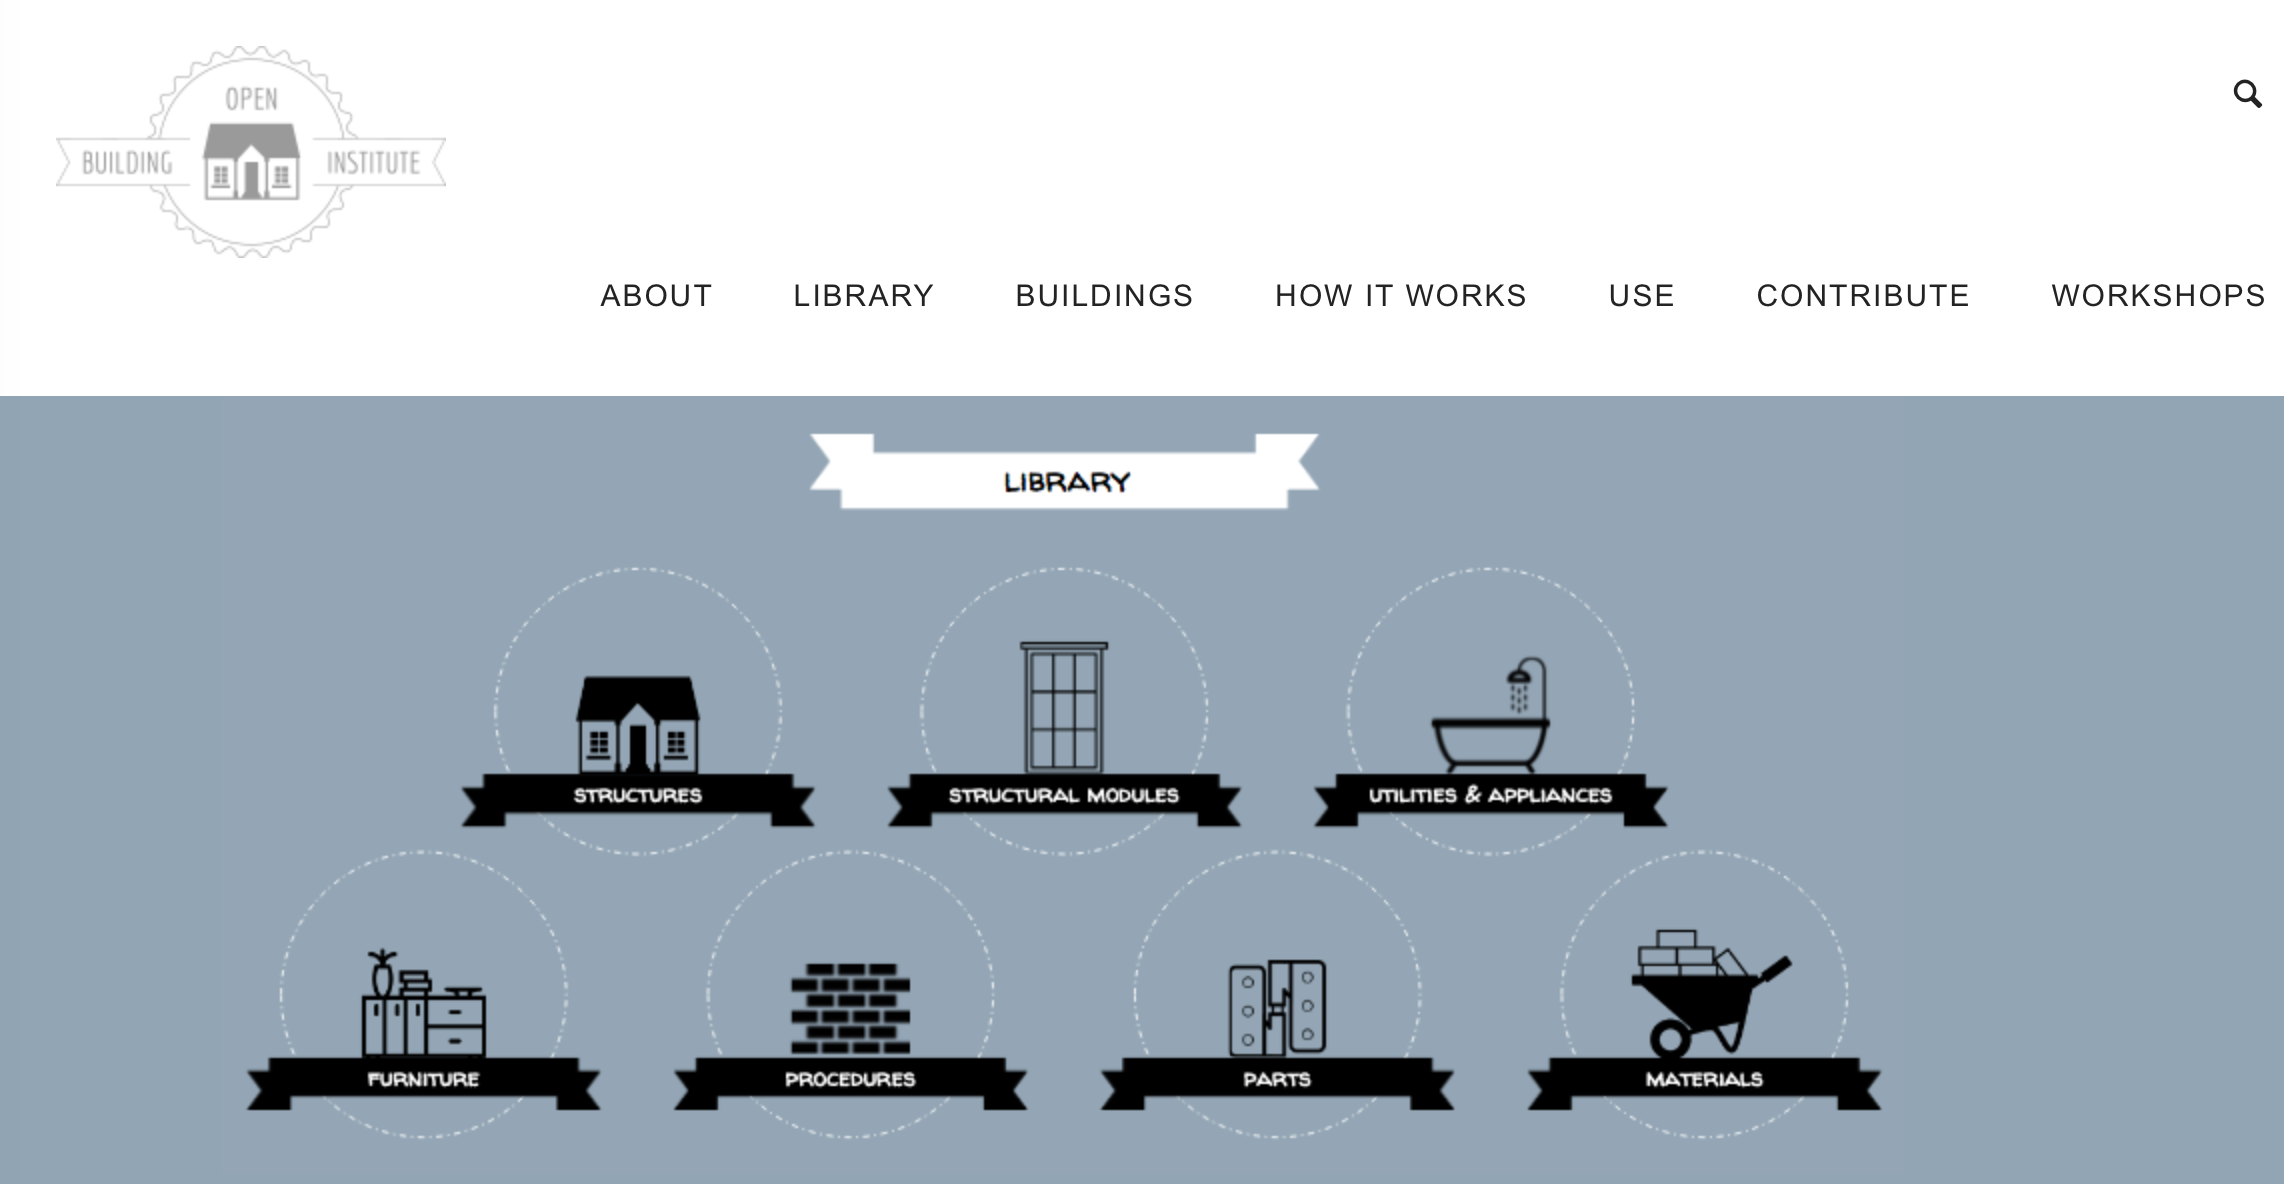 OPEN
BUILDING INSTITUTE
ABOUT LIBRARY BUILDINGS HOW IT WORKS USE CONTRIBUTE WORKSHOPS
LIBRARY
STRUCTURES STRUCTURAL MODULES UTILITIES & APPLIANCES
FURNITURE PROCEDURES PARTS MATERIALS